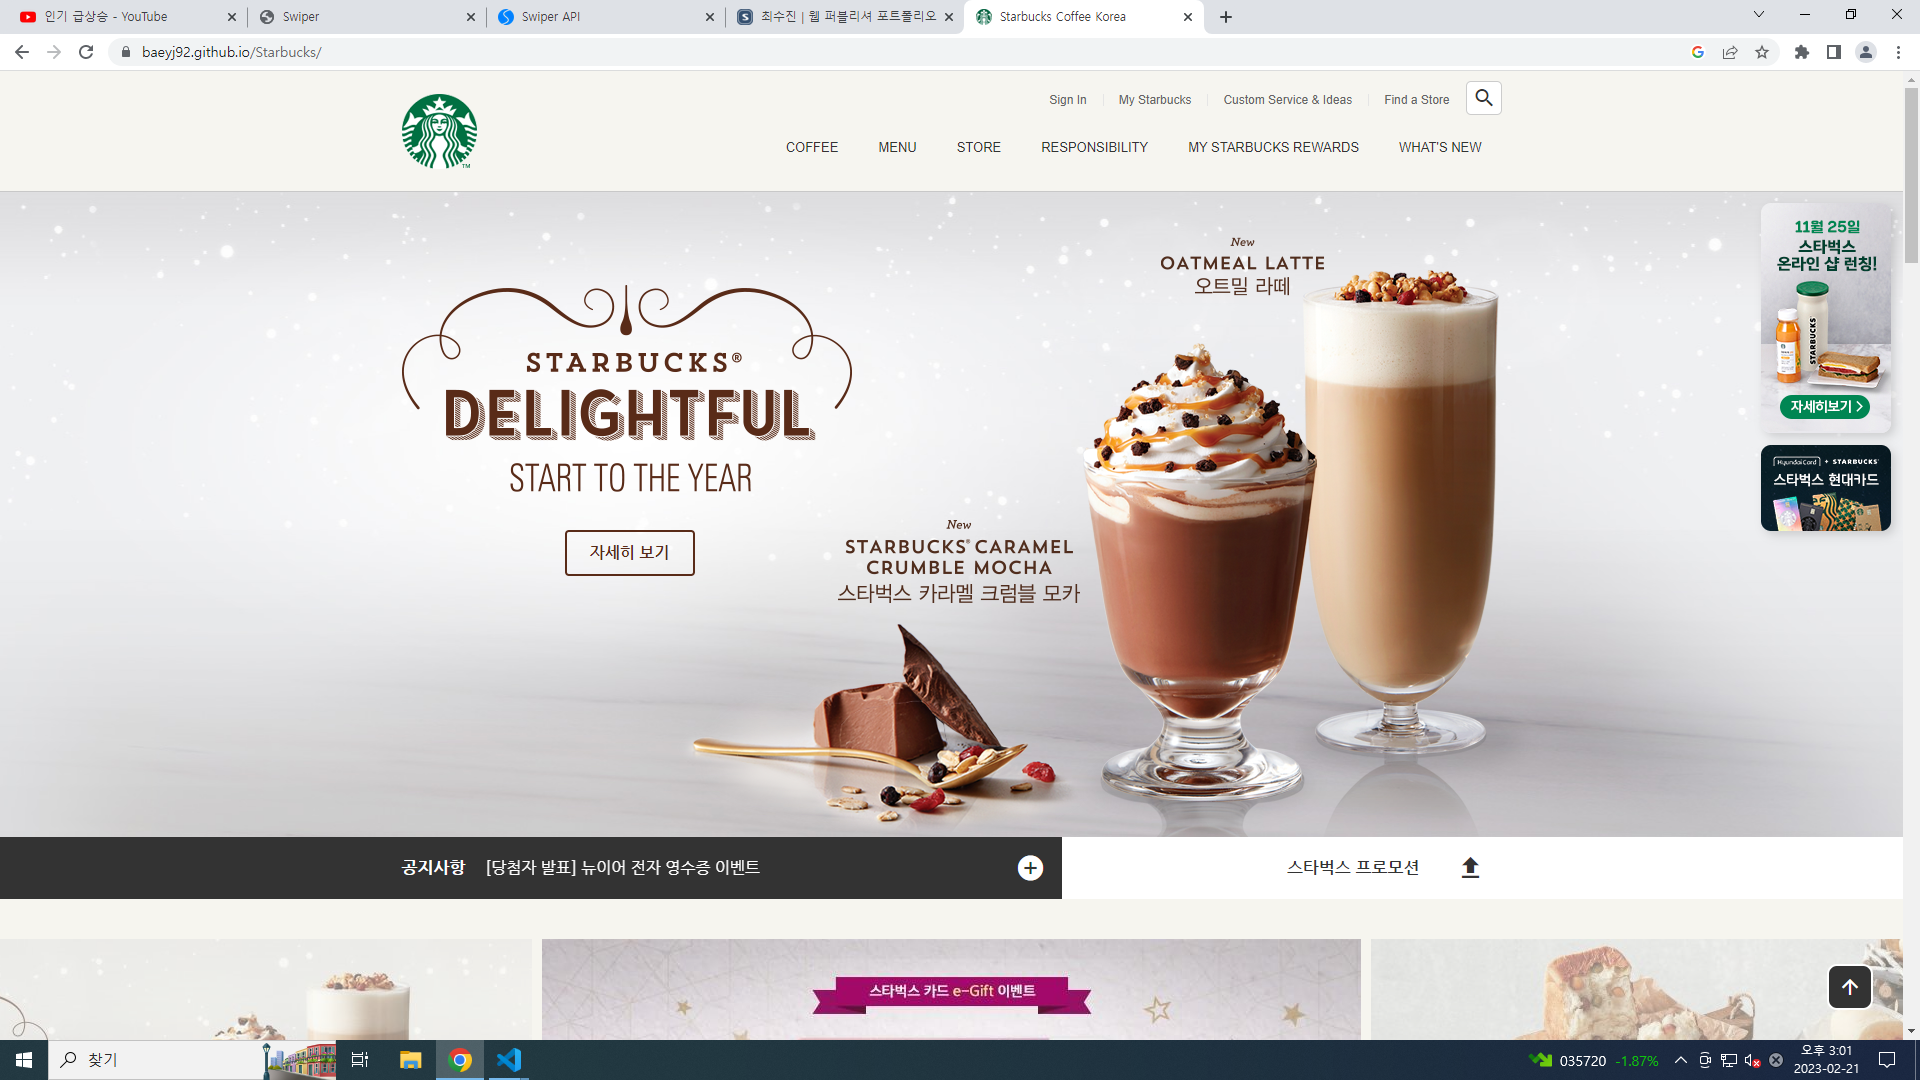 인기 급상승 - YouTube
Swiper
Swiper API
최수진 | 웹 퍼블리셔 포트폴리오
Starbucks Coffee Korea
baeyj92.github.io/Starbucks/
Sign In
My Starbucks
Custom Service & Ideas
Find a Store
COFFEE
MENU
STORE
RESPONSIBILITY
MY STARBUCKS REWARDS
WHAT'S NEW
TM
STARBUCKS®
DELIGHTFUL
START TO THE YEAR
자세히 보기
New
OATMEAL LATTE
오트밀 라떼
New
STARBUCKS® CARAMEL
CRUMBLE MOCHA
스타벅스 카라멜 크럼블 모카
11월 25일
스타벅스
온라인 샵 런칭!
STARBUCKS
자세히보기
HyundaiCard + STARBUCKS
스타벅스 현대카드
공지사항
[당첨자 발표] 뉴이어 전자 영수증 이벤트
스타벅스 프로모션
스타벅스 카드 e-Gift 이벤트
찾기
035720 -1.87%
오후 3:01
2023-02-21